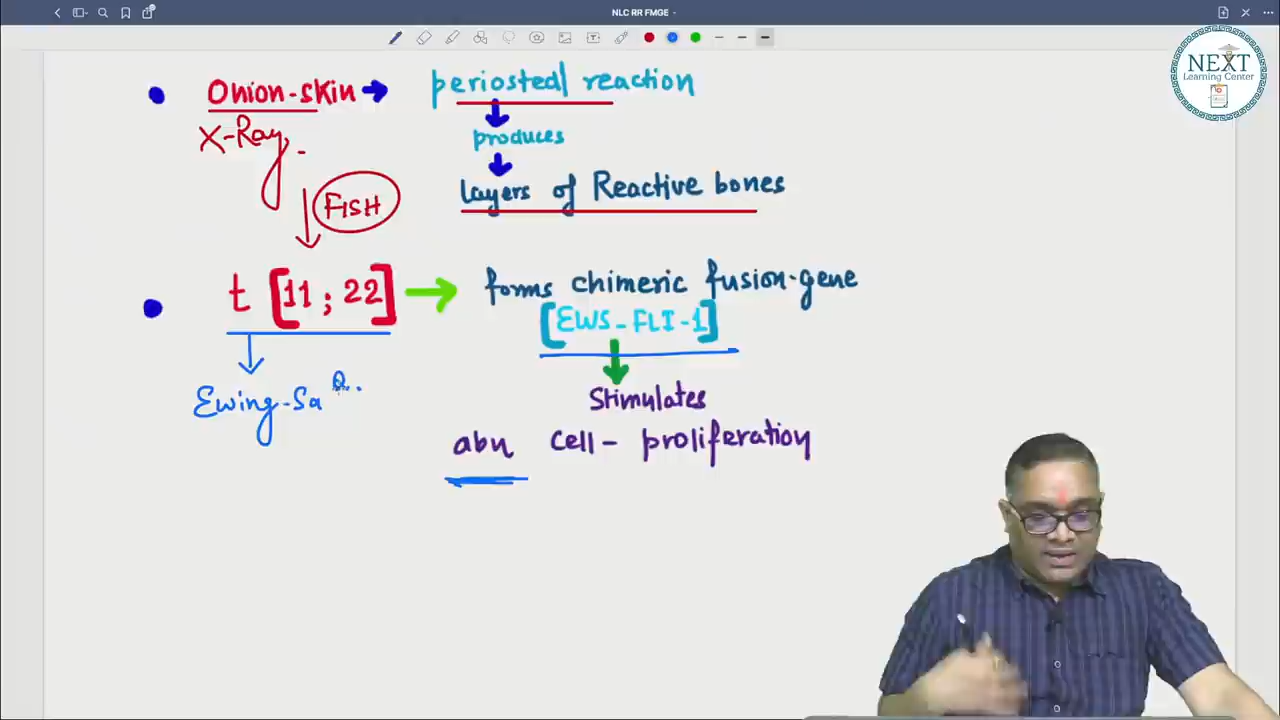 NLC RR FMGE
NEXT
Learning Center
Onion-skin periosteal reaction
X-Ray.
produces
layers of Reactive bones
FISH
t [11 ; 22] forms chimeric fusion-gene
[EWS-FLI-1]
Ewing-Sa
Stimulates
abn cell- proliferation